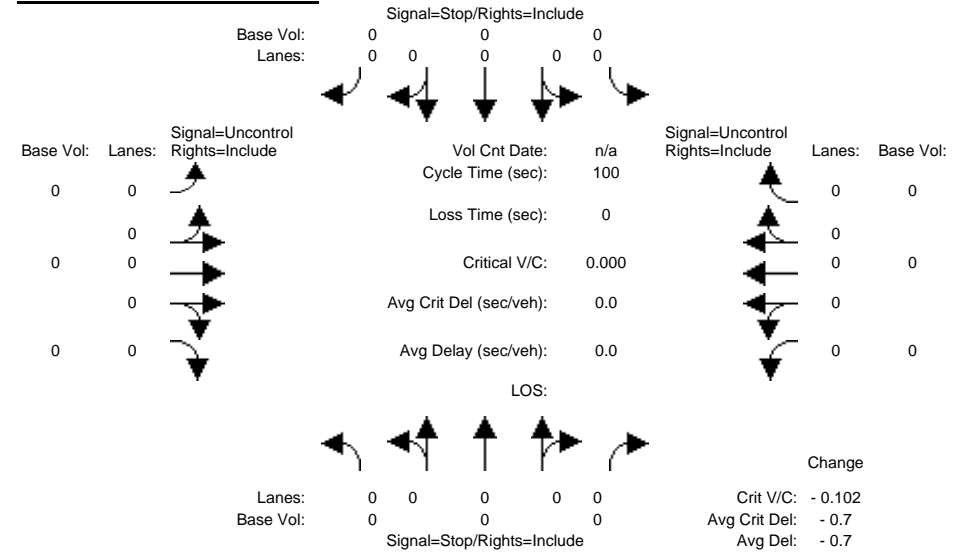 Signal=Stop/Rights=Include
Base Vol: 0 0 0
Lanes: 0 0 0 0 0
Signal=Uncontrol
Base Vol: Lanes: Rights=Include
0 0
0
0 0
0
0 0
Vol Cnt Date: n/a
Cycle Time (sec): 100
Loss Time (sec): 0
Critical V/C: 0.000
Avg Crit Del (sec/veh): 0.0
Avg Delay (sec/veh): 0.0
LOS:
Signal=Uncontrol
Rights=Include Lanes: Base Vol:
0 0
0
0 0
0
0 0
Lanes: 0 0 0 0 0
Base Vol: 0 0 0
Signal=Stop/Rights=Include
Change
Crit V/C: - 0.102
Avg Crit Del: - 0.7
Avg Del: - 0.7